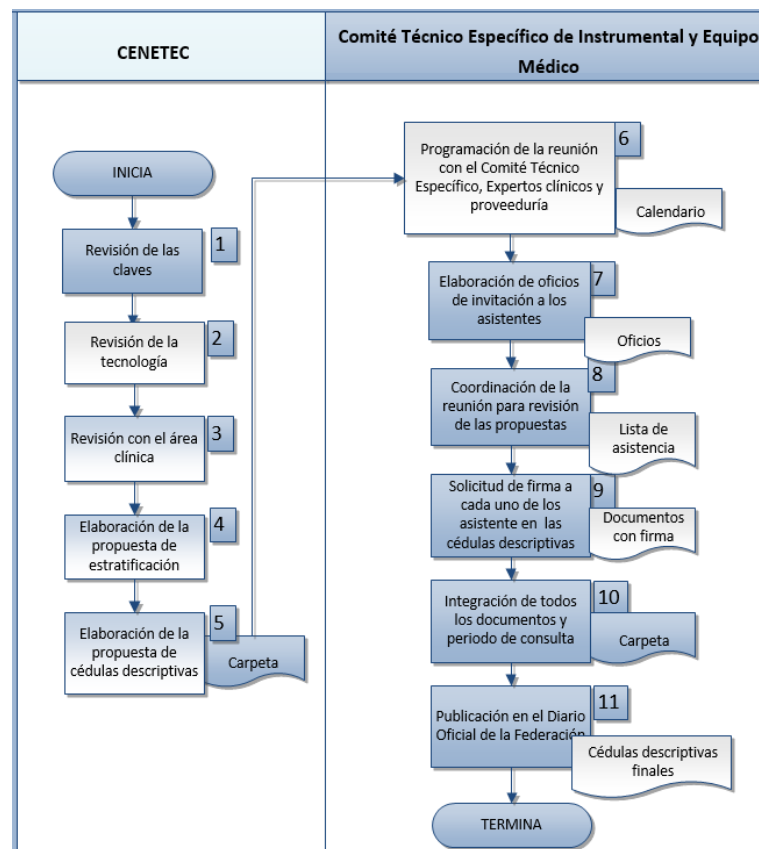 CENETEC
Comité Técnico Específico de Instrumental y Equipo
Médico
INICIA
1
Revisión de las
claves
2
Revisión de la
tecnología
3
Revisión con el área
clínica
4
Elaboración de la
propuesta de
estratificación
5
Elaboración de la
propuesta de
cédulas descriptivas
Carpeta
6
Programación de la reunión
con el Comité Técnico
Específico, Expertos clínicos y
proveeduría
Calendario
7
Elaboración de oficios
de invitación a los
asistentes
Oficios
8
Coordinación de la
reunión para revisión
de las propuestas
Lista de
asistencia
9
Solicitud de firma a
cada uno de los
asistente en las
cédulas descriptivas
Documentos
con firma
10
Integración de todos
los documentos y
periodo de consulta
Carpeta
11
Publicación en el Diario
Oficial de la Federación
Cédulas descriptivas
finales
TERMINA